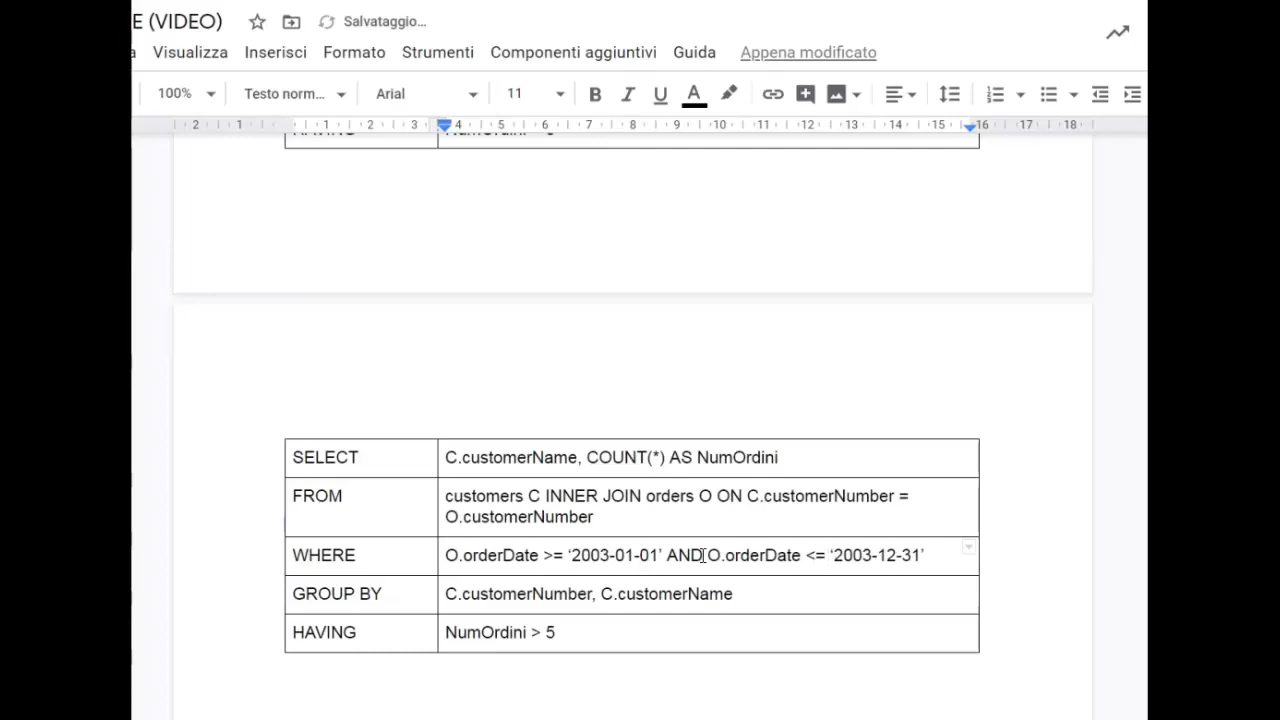 E (VIDEO) Salvataggio...
a Visualizza Inserisci Formato Strumenti Componenti aggiuntivi Guida Appena modificato
100% Testo norm... Arial 11 B I U A
2 1 1 2 3 4 5 6 7 8 9 10 11 12 13 14 15 16 17 18
SELECT C.customerName, COUNT(*) AS NumOrdini
FROM customers C INNER JOIN orders O ON C.customerNumber =
O.customerNumber
WHERE O.orderDate >= ‘2003-01-01’ AND O.orderDate <= ‘2003-12-31’
GROUP BY C.customerNumber, C.customerName
HAVING NumOrdini > 5